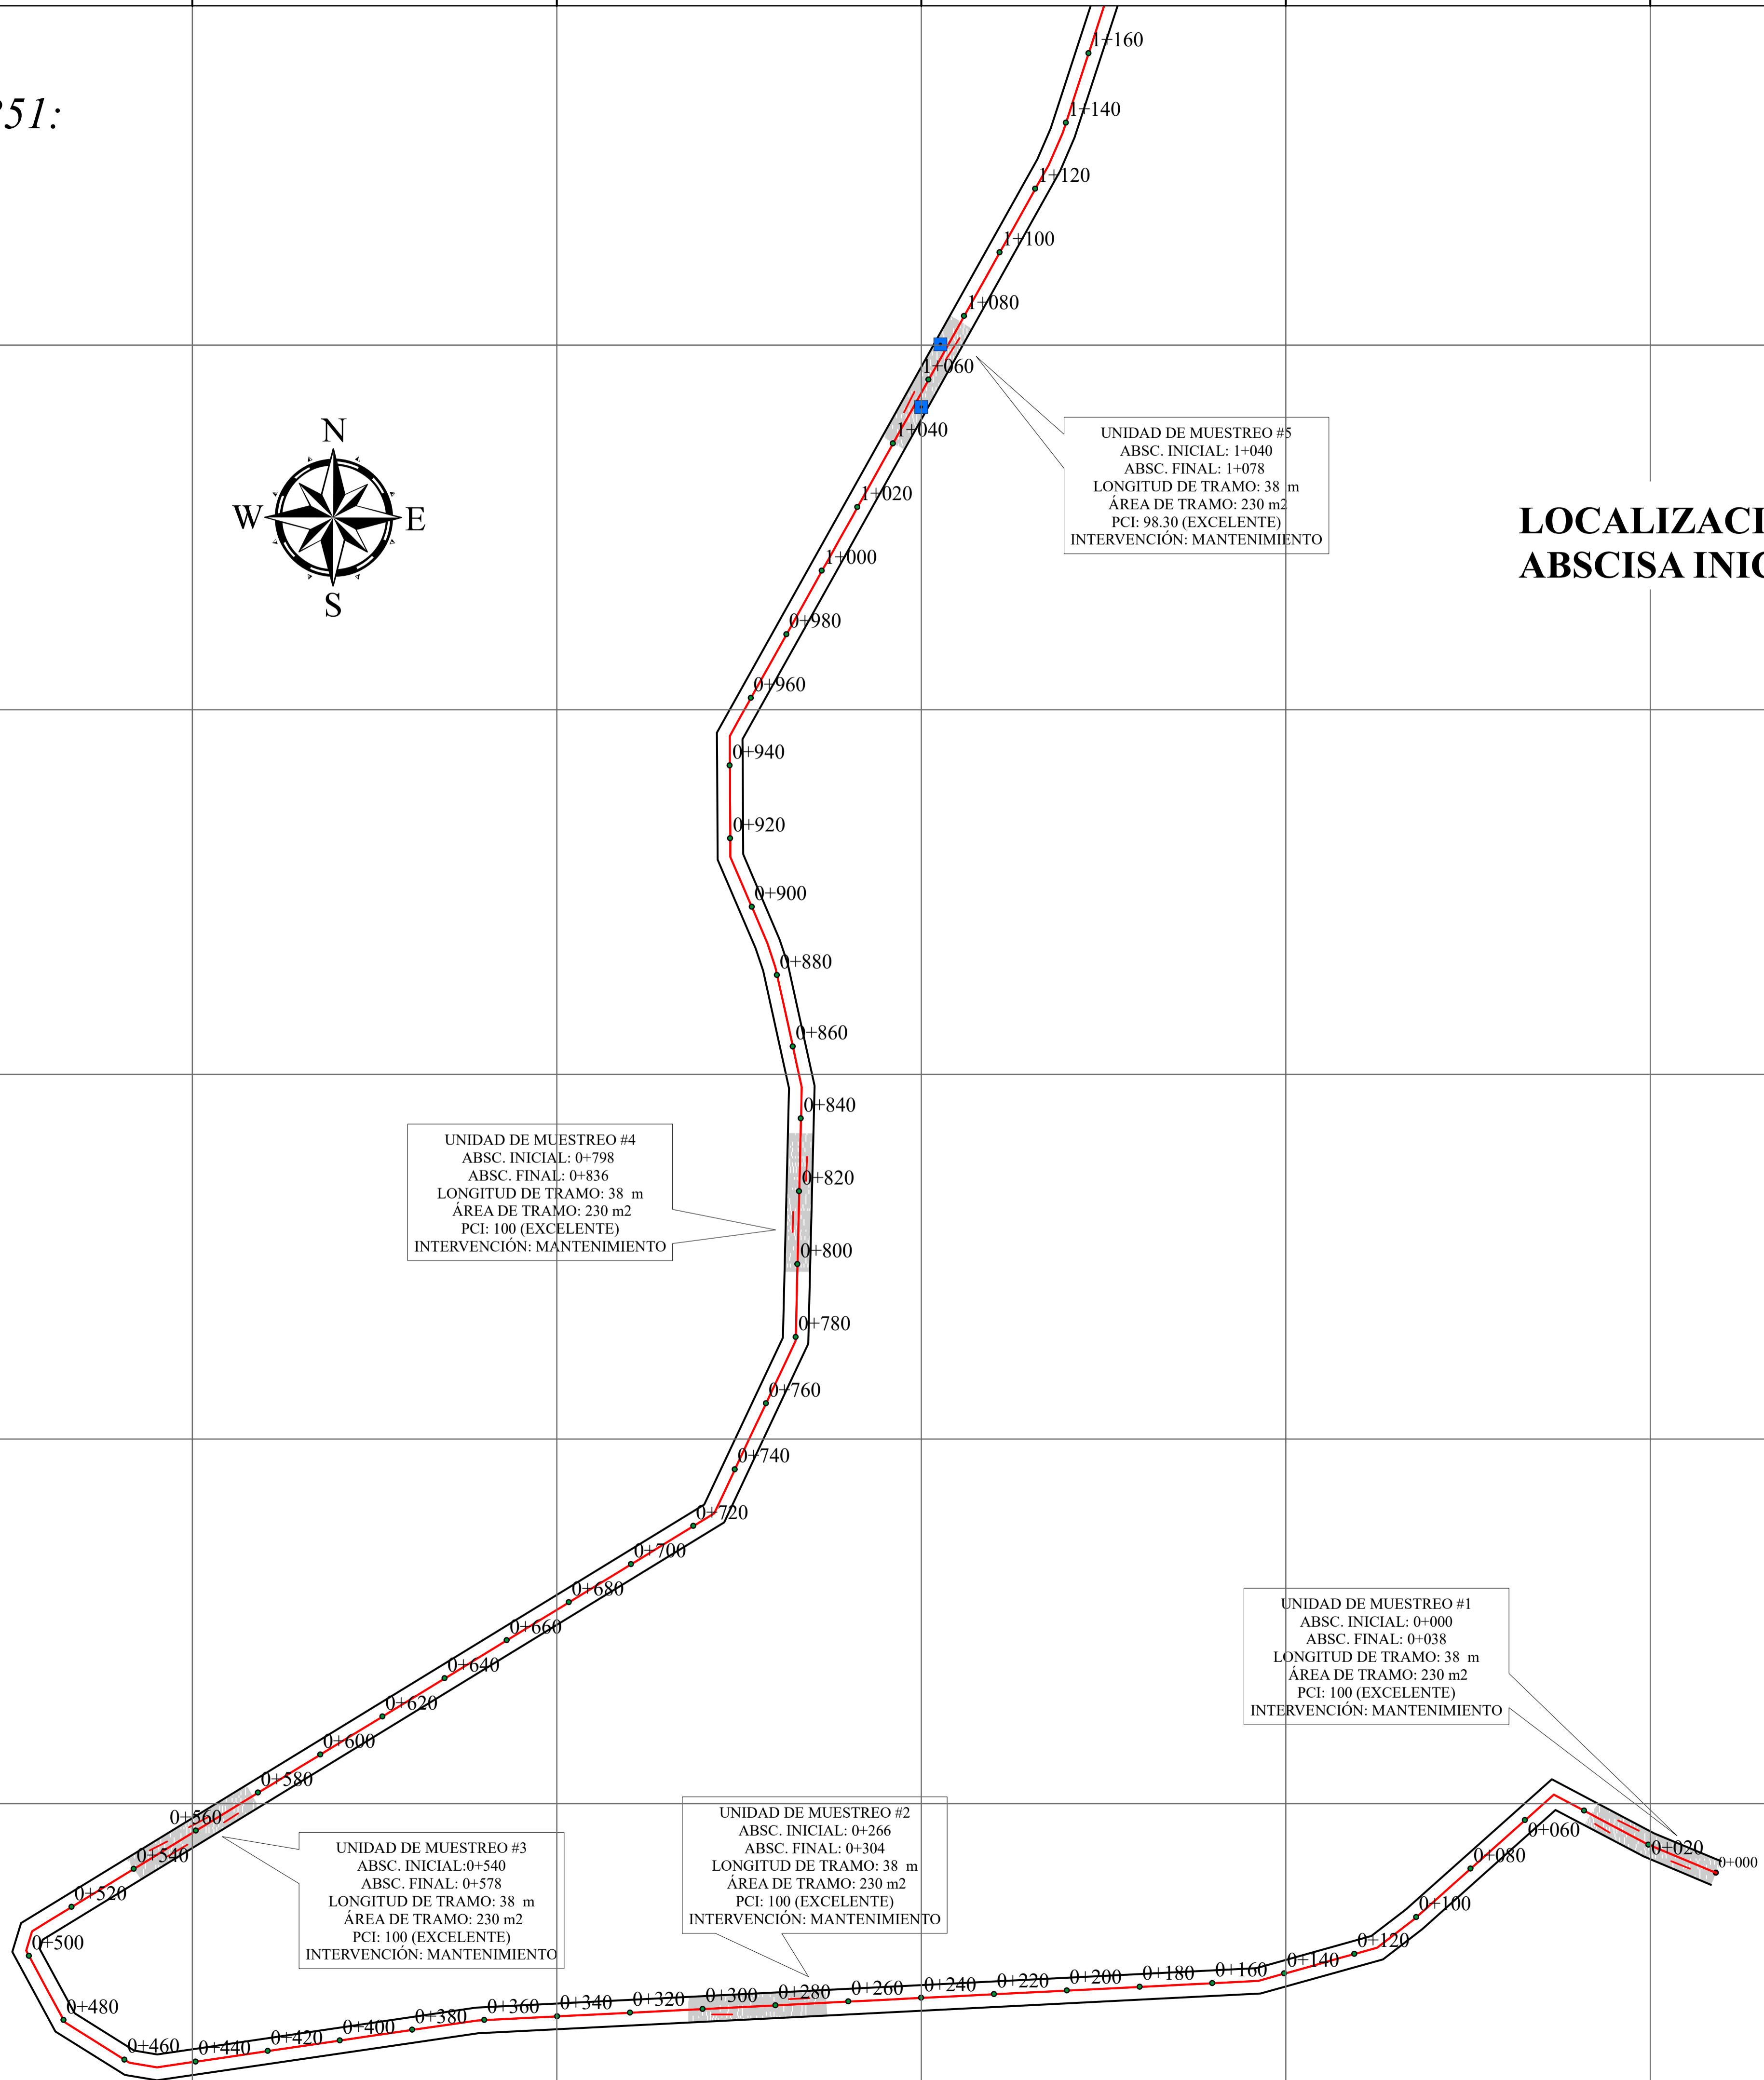 1+160
351:
1+140
1+120
1+100
1+080
1+060
N
W E
S
1+040
UNIDAD DE MUESTREO #5
ABSC. INICIAL: 1+040
ABSC. FINAL: 1+078
LONGITUD DE TRAMO: 38 m
ÁREA DE TRAMO: 230 m2
PCI: 98.30 (EXCELENTE)
INTERVENCIÓN: MANTENIMIENTO
LOCALIZACI
ABSCISA INIC
1+020
1+000
0+980
0+960
0+940
0+920
0+900
0+880
0+860
0+840
UNIDAD DE MUESTREO #4
ABSC. INICIAL: 0+798
ABSC. FINAL: 0+836
LONGITUD DE TRAMO: 38 m
ÁREA DE TRAMO: 230 m2
PCI: 100 (EXCELENTE)
INTERVENCIÓN: MANTENIMIENTO
0+820
0+800
0+780
0+760
0+740
0+720
0+700
0+680
0+660
0+640
0+620
0+600
0+580
0+560
0+540
0+520
0+500
0+480
0+460
UNIDAD DE MUESTREO #1
ABSC. INICIAL: 0+000
ABSC. FINAL: 0+038
LONGITUD DE TRAMO: 38 m
ÁREA DE TRAMO: 230 m2
PCI: 100 (EXCELENTE)
INTERVENCIÓN: MANTENIMIENTO
UNIDAD DE MUESTREO #3
ABSC. INICIAL:0+540
ABSC. FINAL: 0+578
LONGITUD DE TRAMO: 38 m
ÁREA DE TRAMO: 230 m2
PCI: 100 (EXCELENTE)
INTERVENCIÓN: MANTENIMIENTO
UNIDAD DE MUESTREO #2
ABSC. INICIAL: 0+266
ABSC. FINAL: 0+304
LONGITUD DE TRAMO: 38 m
ÁREA DE TRAMO: 230 m2
PCI: 100 (EXCELENTE)
INTERVENCIÓN: MANTENIMIENTO
0+440
0+420
0+400
0+380
0+360
0+340
0+320
0+300
0+280
0+260
0+240
0+220
0+200
0+180
0+160
0+140
0+120
0+100
0+080
0+060
0+020
0+000